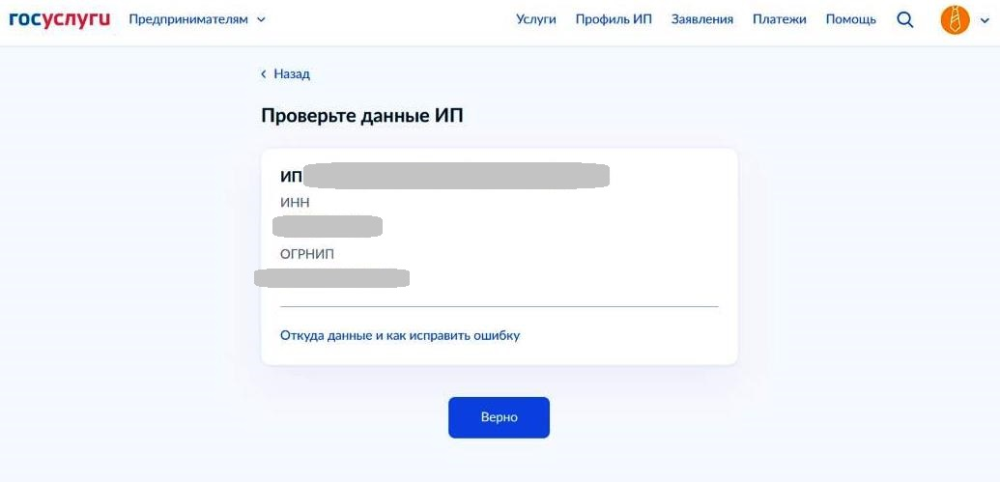 госуслуги Предпринимателям Услуги Профиль ИП Заявления Платежи Помощь
Назад
Проверьте данные ИП
ИП
ИНН
ОГРНИП
Откуда данные и как исправить ошибку
Верно